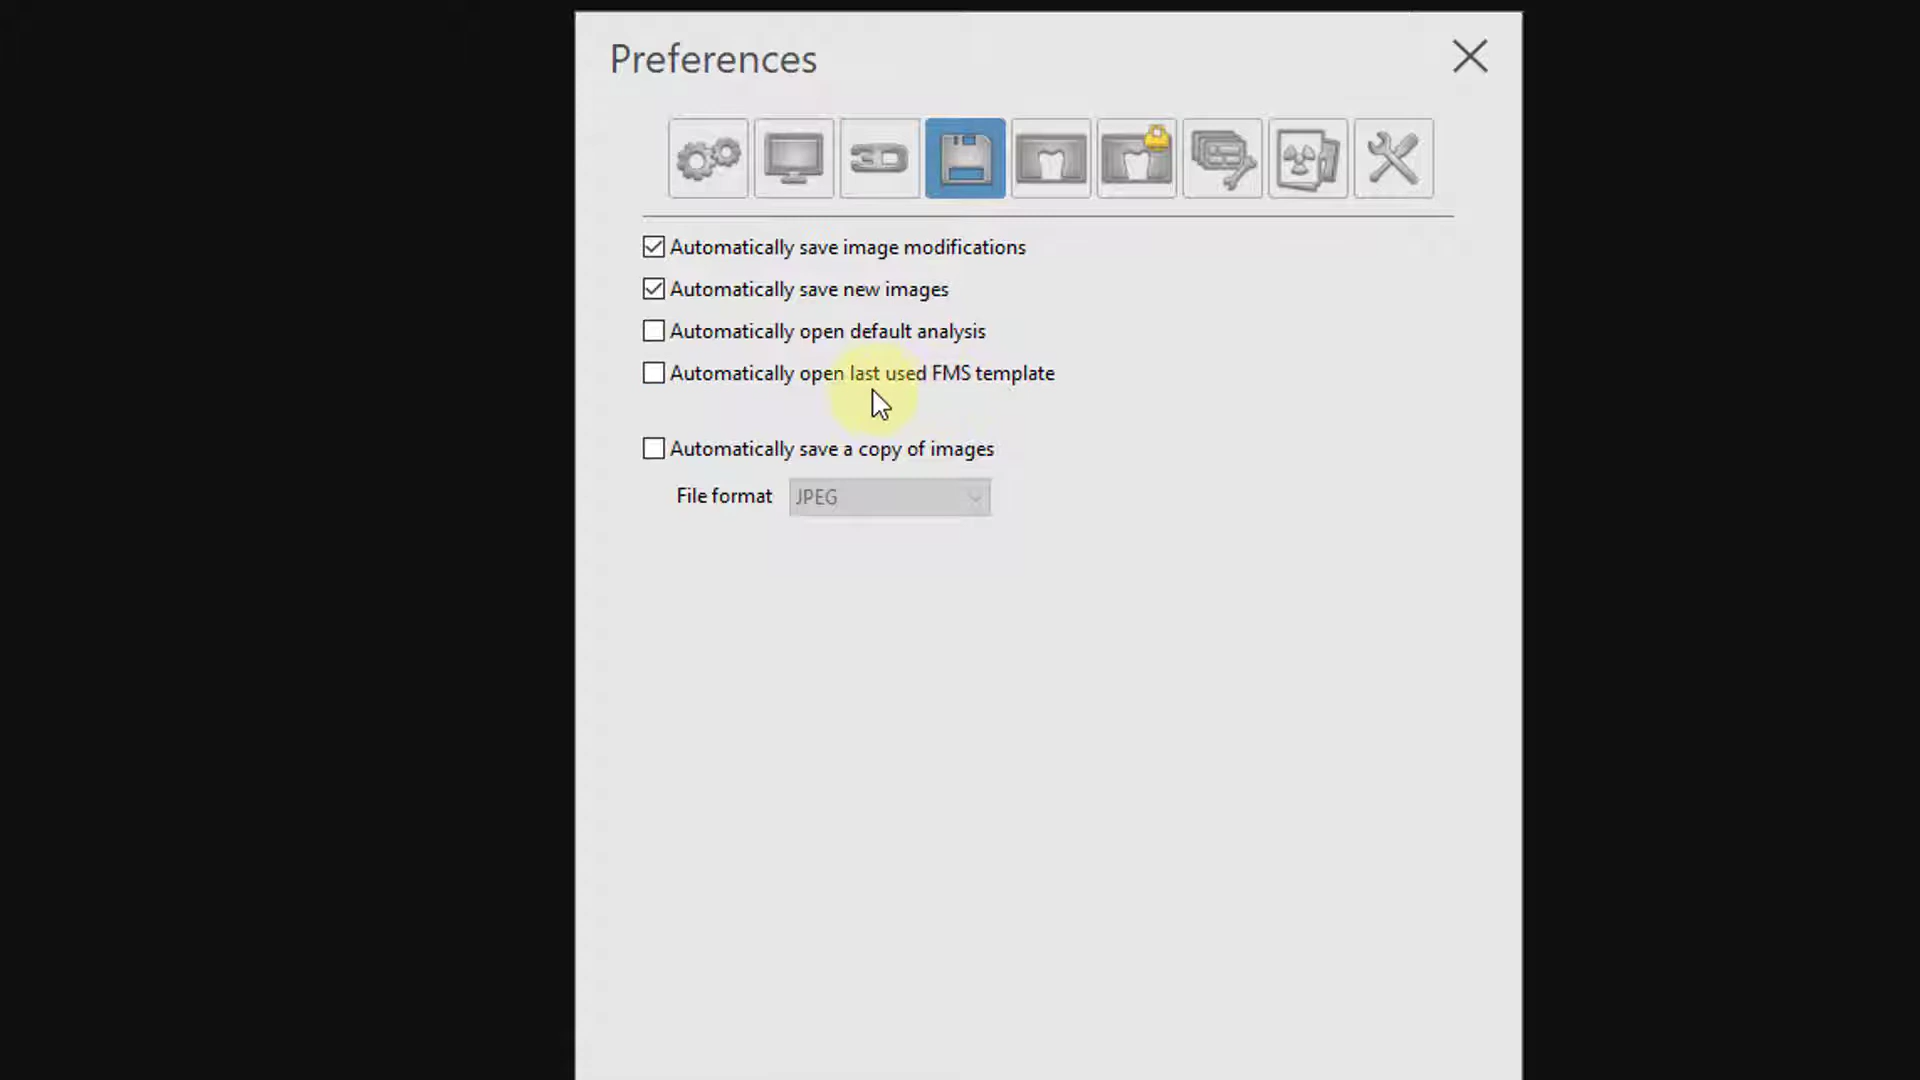 Preferences
3D
Automatically save image modifications
Automatically save new images
Automatically open default analysis
Automatically open last used FMS template
Automatically save a copy of images
File format JPEG